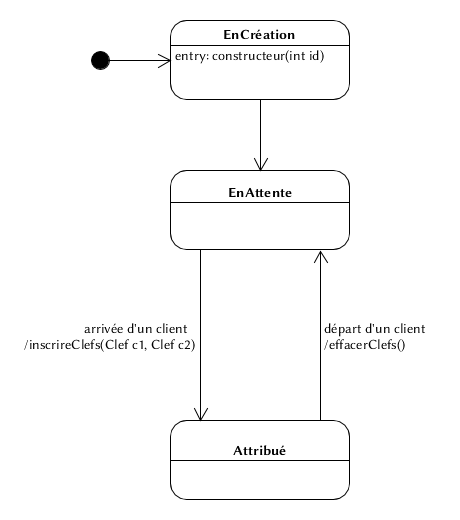 EnCréation
entry: constructeur(int id)
EnAttente
arrivée d'un client
/inscrireClefs(Clef c1, Clef c2)
départ d'un client
/effacerClefs()
Attribué